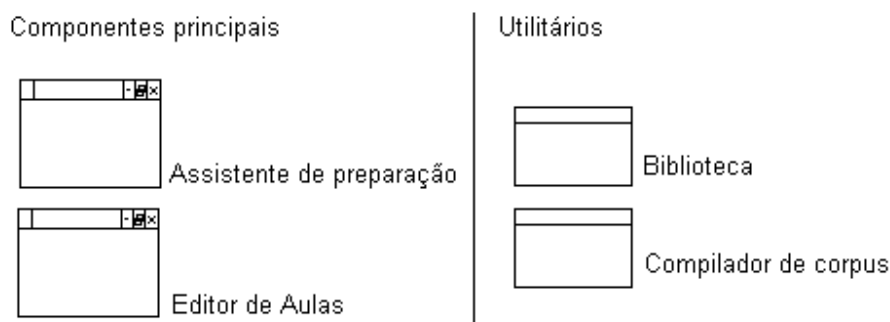 Componentes principais
Assistente de preparação
Editor de Aulas
Utilitários
Biblioteca
Compilador de corpus